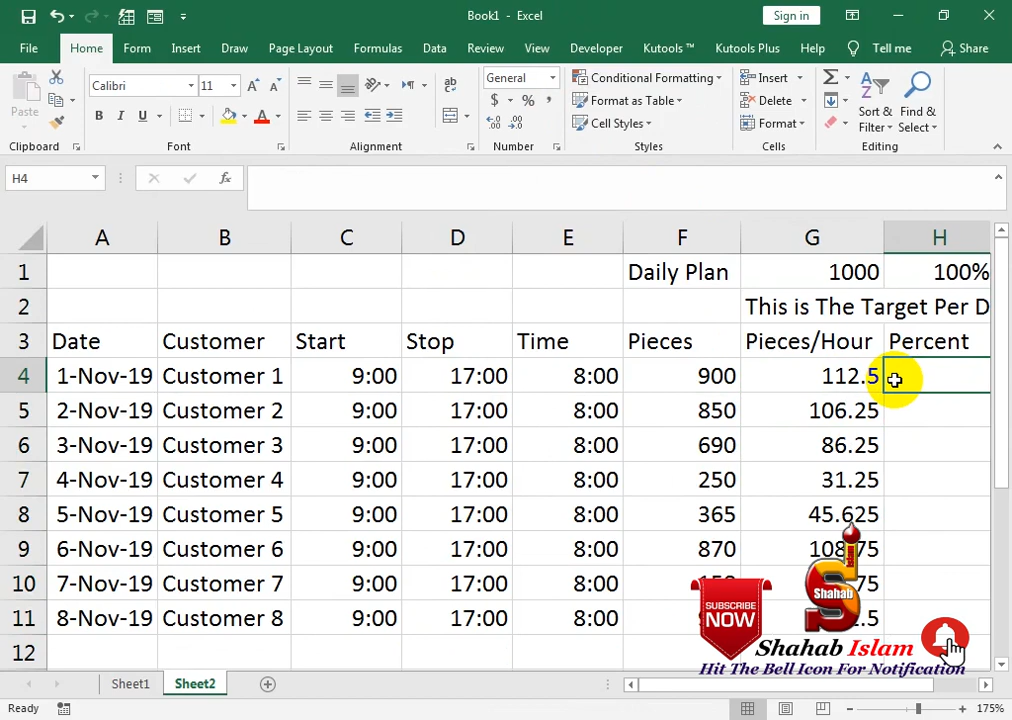 Book1 - Excel
Sign in
File Home Form Insert Draw Page Layout Formulas Data Review View Developer Kutools ™ Kutools Plus Help Tell me Share
Paste
Calibri 11
B I U
A A
ab
General
$ % ,
Conditional Formatting
Format as Table
Cell Styles
Insert
Delete
Format
Sort & Filter
Find & Select
Clipboard Font Alignment Number Styles Cells Editing
H4 fx
A B C D E F G H
1 Daily Plan 1000 100%
2 This is The Target Per D
3 Date Customer Start Stop Time Pieces Pieces/Hour Percent
4 1-Nov-19 Customer 1 9:00 17:00 8:00 900 112.5
5 2-Nov-19 Customer 2 9:00 17:00 8:00 850 106.25
6 3-Nov-19 Customer 3 9:00 17:00 8:00 690 86.25
7 4-Nov-19 Customer 4 9:00 17:00 8:00 250 31.25
8 5-Nov-19 Customer 5 9:00 17:00 8:00 365 45.625
9 6-Nov-19 Customer 6 9:00 17:00 8:00 870
10 7-Nov-19 Customer 7 9:00 17:00 8:00
11 8-Nov-19 Customer 8 9:00 17:00 8:00
12
Islam
Shahab
SUBSCRIBE
NOW
Shahab Islam
Hit The Bell Icon For Notification
Sheet1 Sheet2
Ready
175%